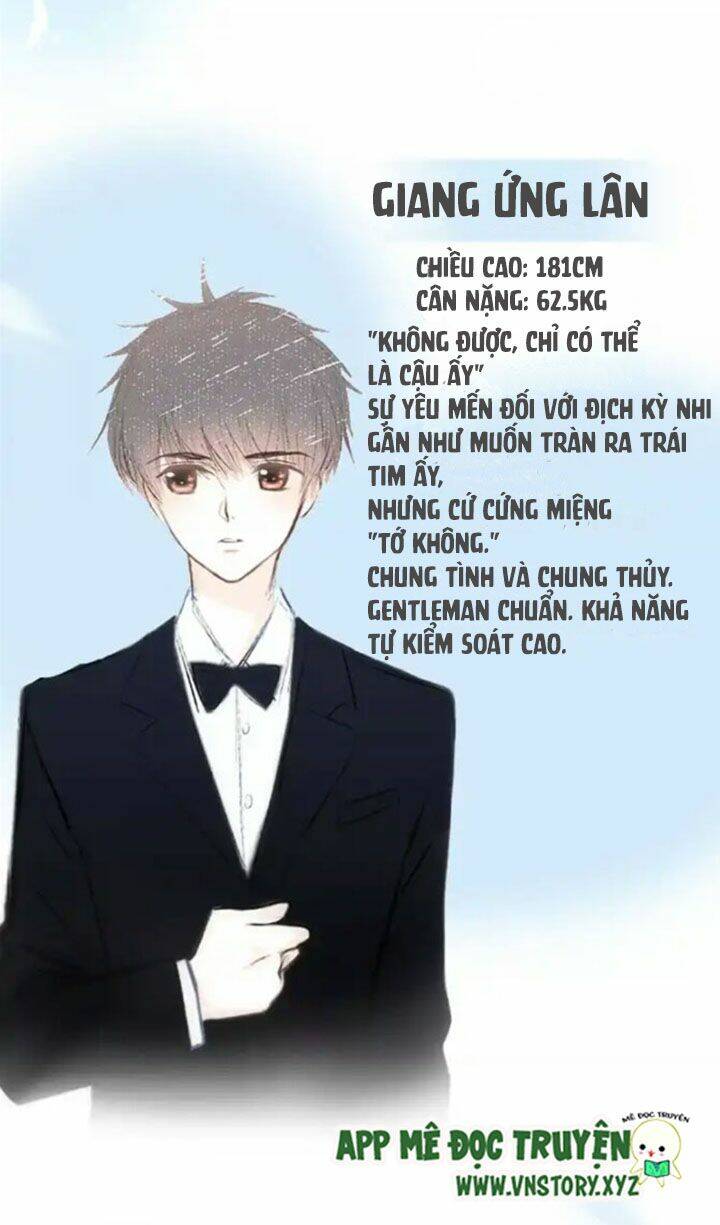 GIANG ỨNG LÂN
CHIỀU CAO: 181CM
CÂN NẶNG: 62.5KG
"KHÔNG ĐƯỢC, CHỈ CÓ THỂ
LÀ CẬU ẤY"
SỰ YÊU MẾN ĐỐI VỚI ĐỊCH KỲ NHI
GẦN NHƯ MUỐN TRÀN RA TRÁI
TIM ẤY,
NHƯNG CỨ CỨNG MIỆNG
"TỚ KHÔNG."
CHUNG TÌNH VÀ CHUNG THỦY.
GENTLEMAN CHUẨN. KHẢ NĂNG
TỰ KIỂM SOÁT CAO.
MÊ ĐỌC TRUYỆN
APP MÊ ĐỌC TRUYỆN
WWW.VNSTORY.XYZ